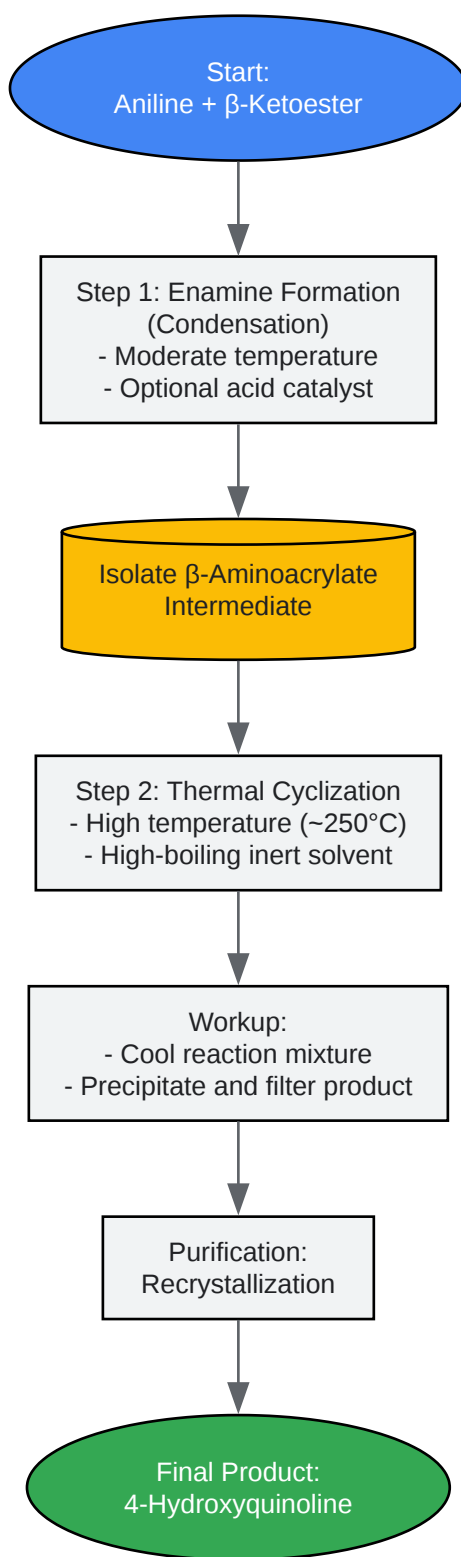 Start:
Aniline + β-Ketoester
Step 1: Enamine Formation
(Condensation)
- Moderate temperature
- Optional acid catalyst
Isolate β-Aminoacrylate
Intermediate
Step 2: Thermal Cyclization
- High temperature (~250°C)
- High-boiling inert solvent
Workup:
- Cool reaction mixture
- Precipitate and filter product
Purification:
Recrystallization
Final Product:
4-Hydroxyquinoline